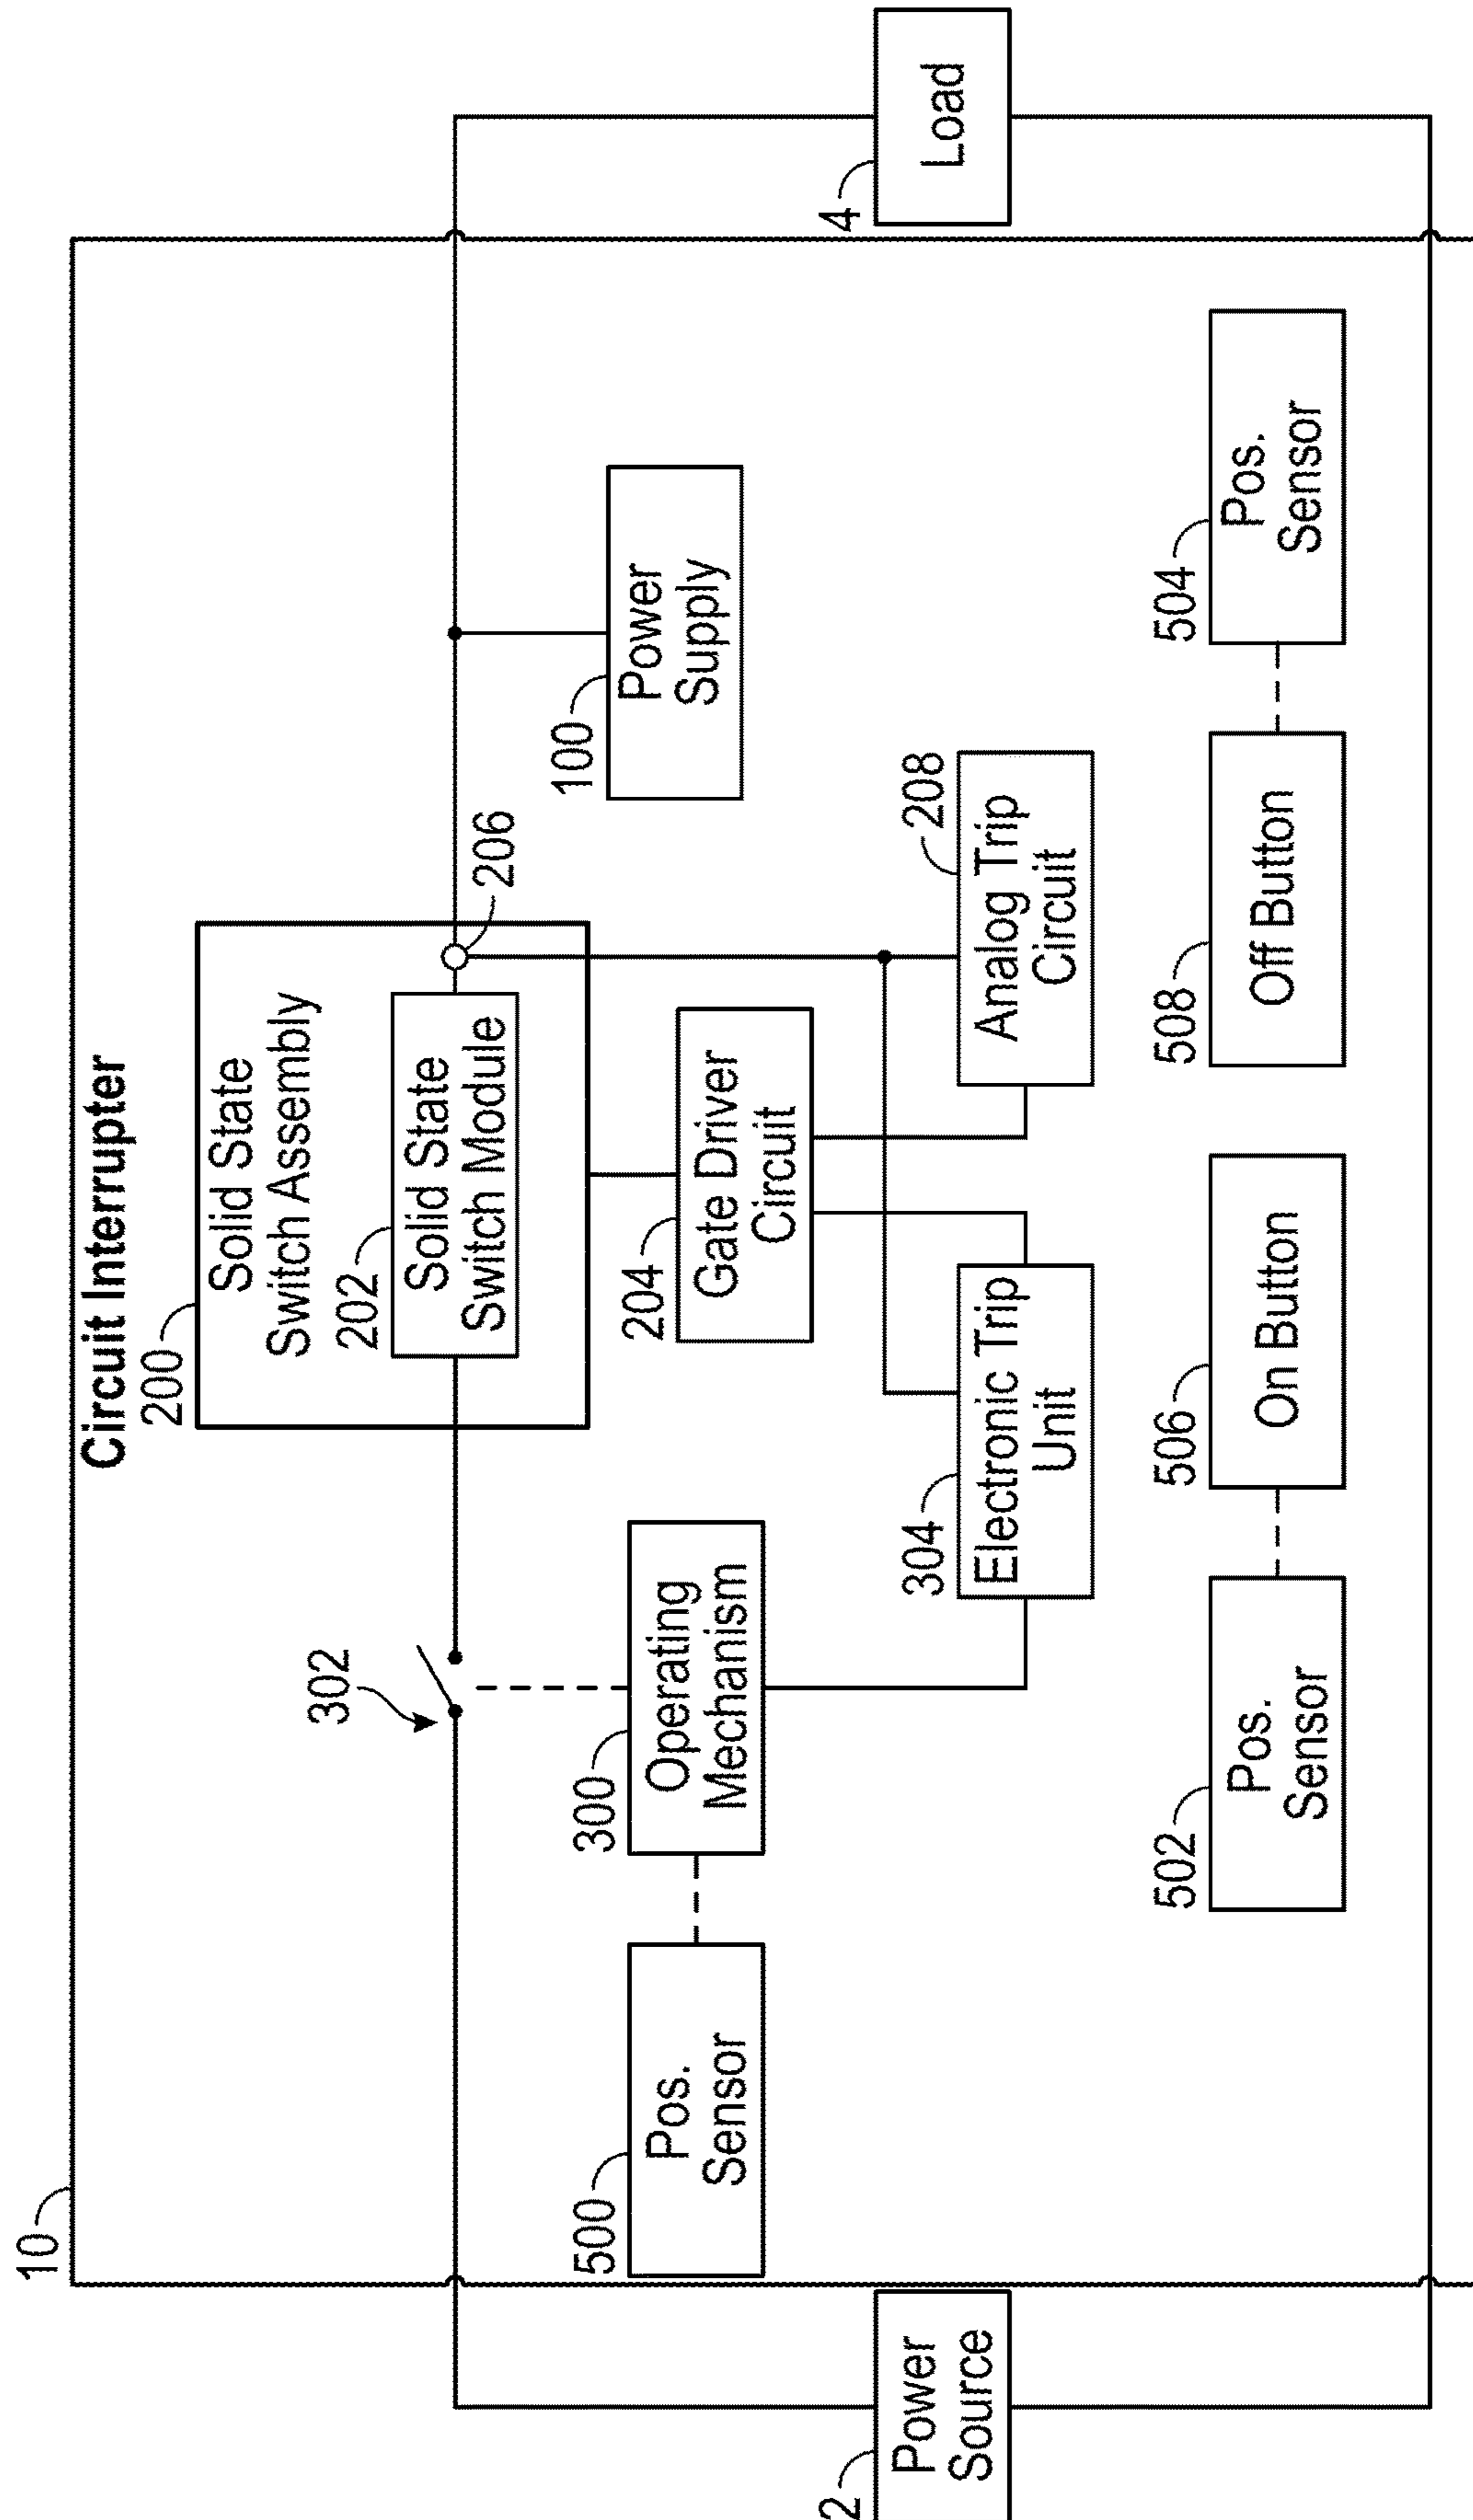 10
Circuit Interrupter
200
Solid State
Switch Assembly
202
Solid State
Switch Module
206
302
500
Pos.
Sensor
300
Operating
Mechanism
204
Gate Driver
Circuit
100
Power
Supply
2
Power
Source
304
Electronic Trip
Unit
208
Analog Trip
Circuit
4
Load
502
Pos.
Sensor
506
On Button
508
Off Button
504
Pos.
Sensor